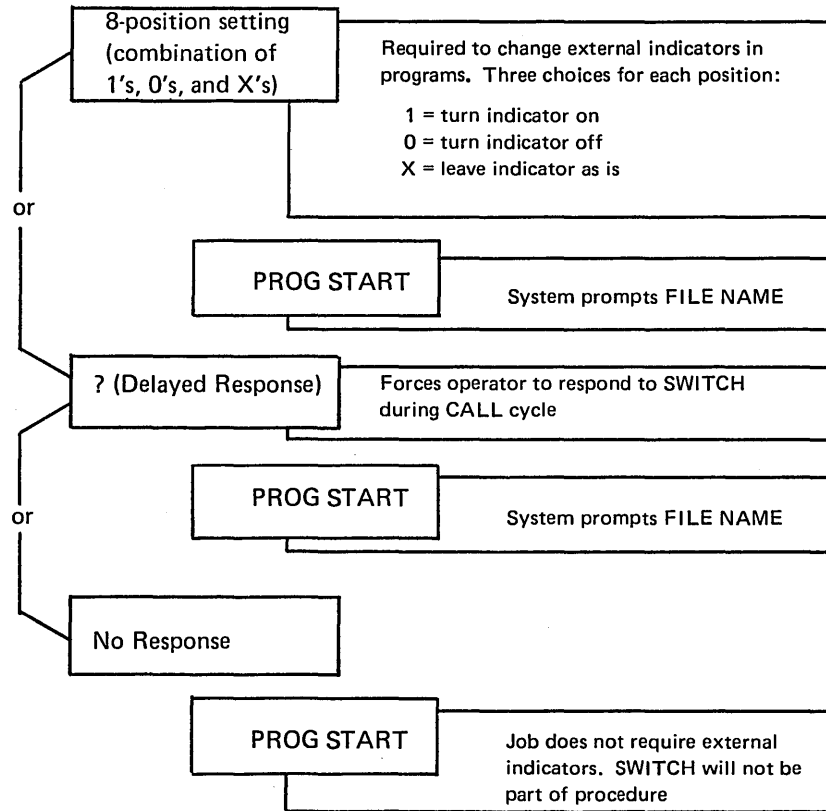 8-position setting
(combination of
1's, 0's, and X's)
Required to change external indicators in
programs. Three choices for each position:
1 = turn indicator on
0 = turn indicator off
X = leave indicator as is
or
PROG START
System prompts FILE NAME
? (Delayed Response)
Forces operator to respond to SWITCH
during CALL cycle
or
PROG START
System prompts FILE NAME
No Response
PROG START
Job does not require external
indicators. SWITCH will not be
part of procedure